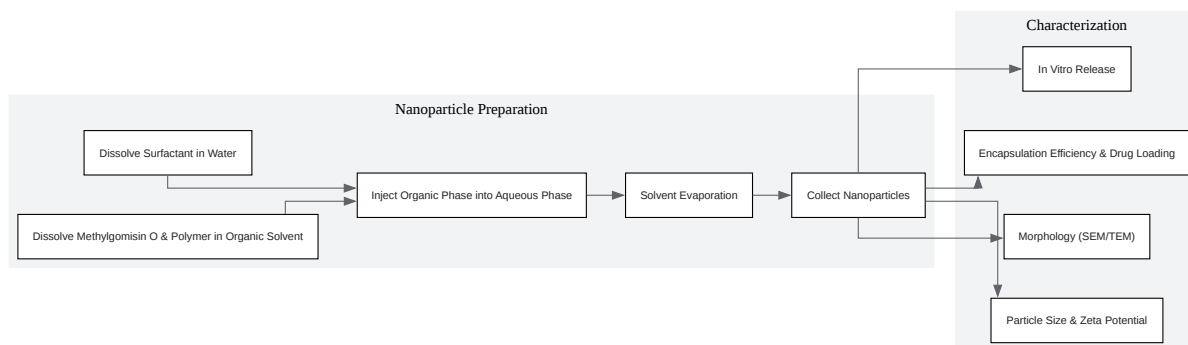 Characterization
In Vitro Release
Nanoparticle Preparation
Dissolve Surfactant in Water
Encapsulation Efficiency & Drug Loading
Inject Organic Phase into Aqueous Phase
Solvent Evaporation
Collect Nanoparticles
Dissolve Methylgomisin O & Polymer in Organic Solvent
Morphology (SEM/TEM)
Particle Size & Zeta Potential